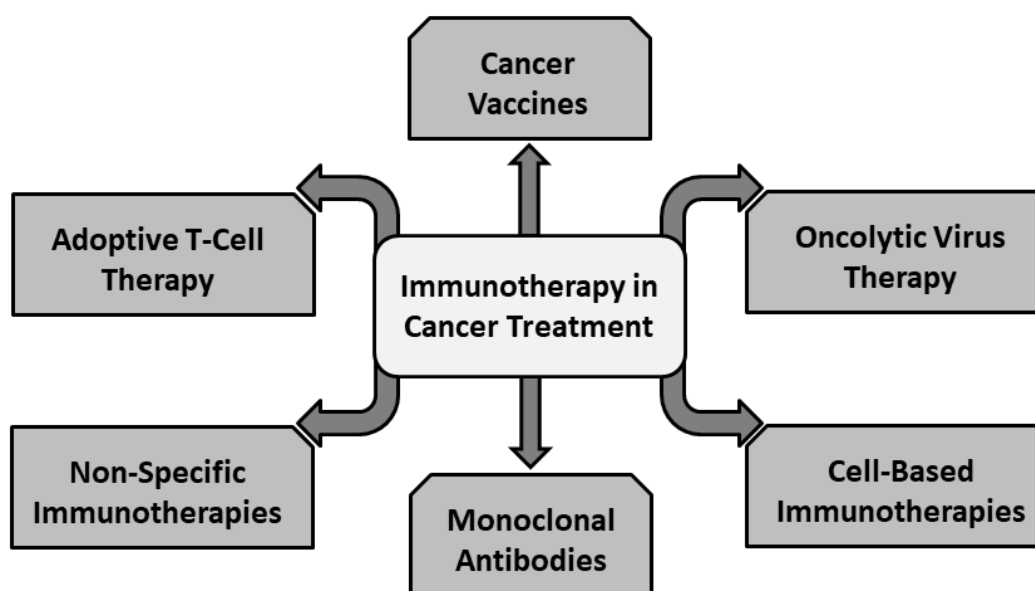 Cancer
Vaccines
Adoptive T-Cell
Therapy
Oncolytic Virus
Therapy
Immunotherapy in
Cancer Treatment
Non-Specific
Immunotherapies
Cell-Based
Immunotherapies
Monoclonal
Antibodies